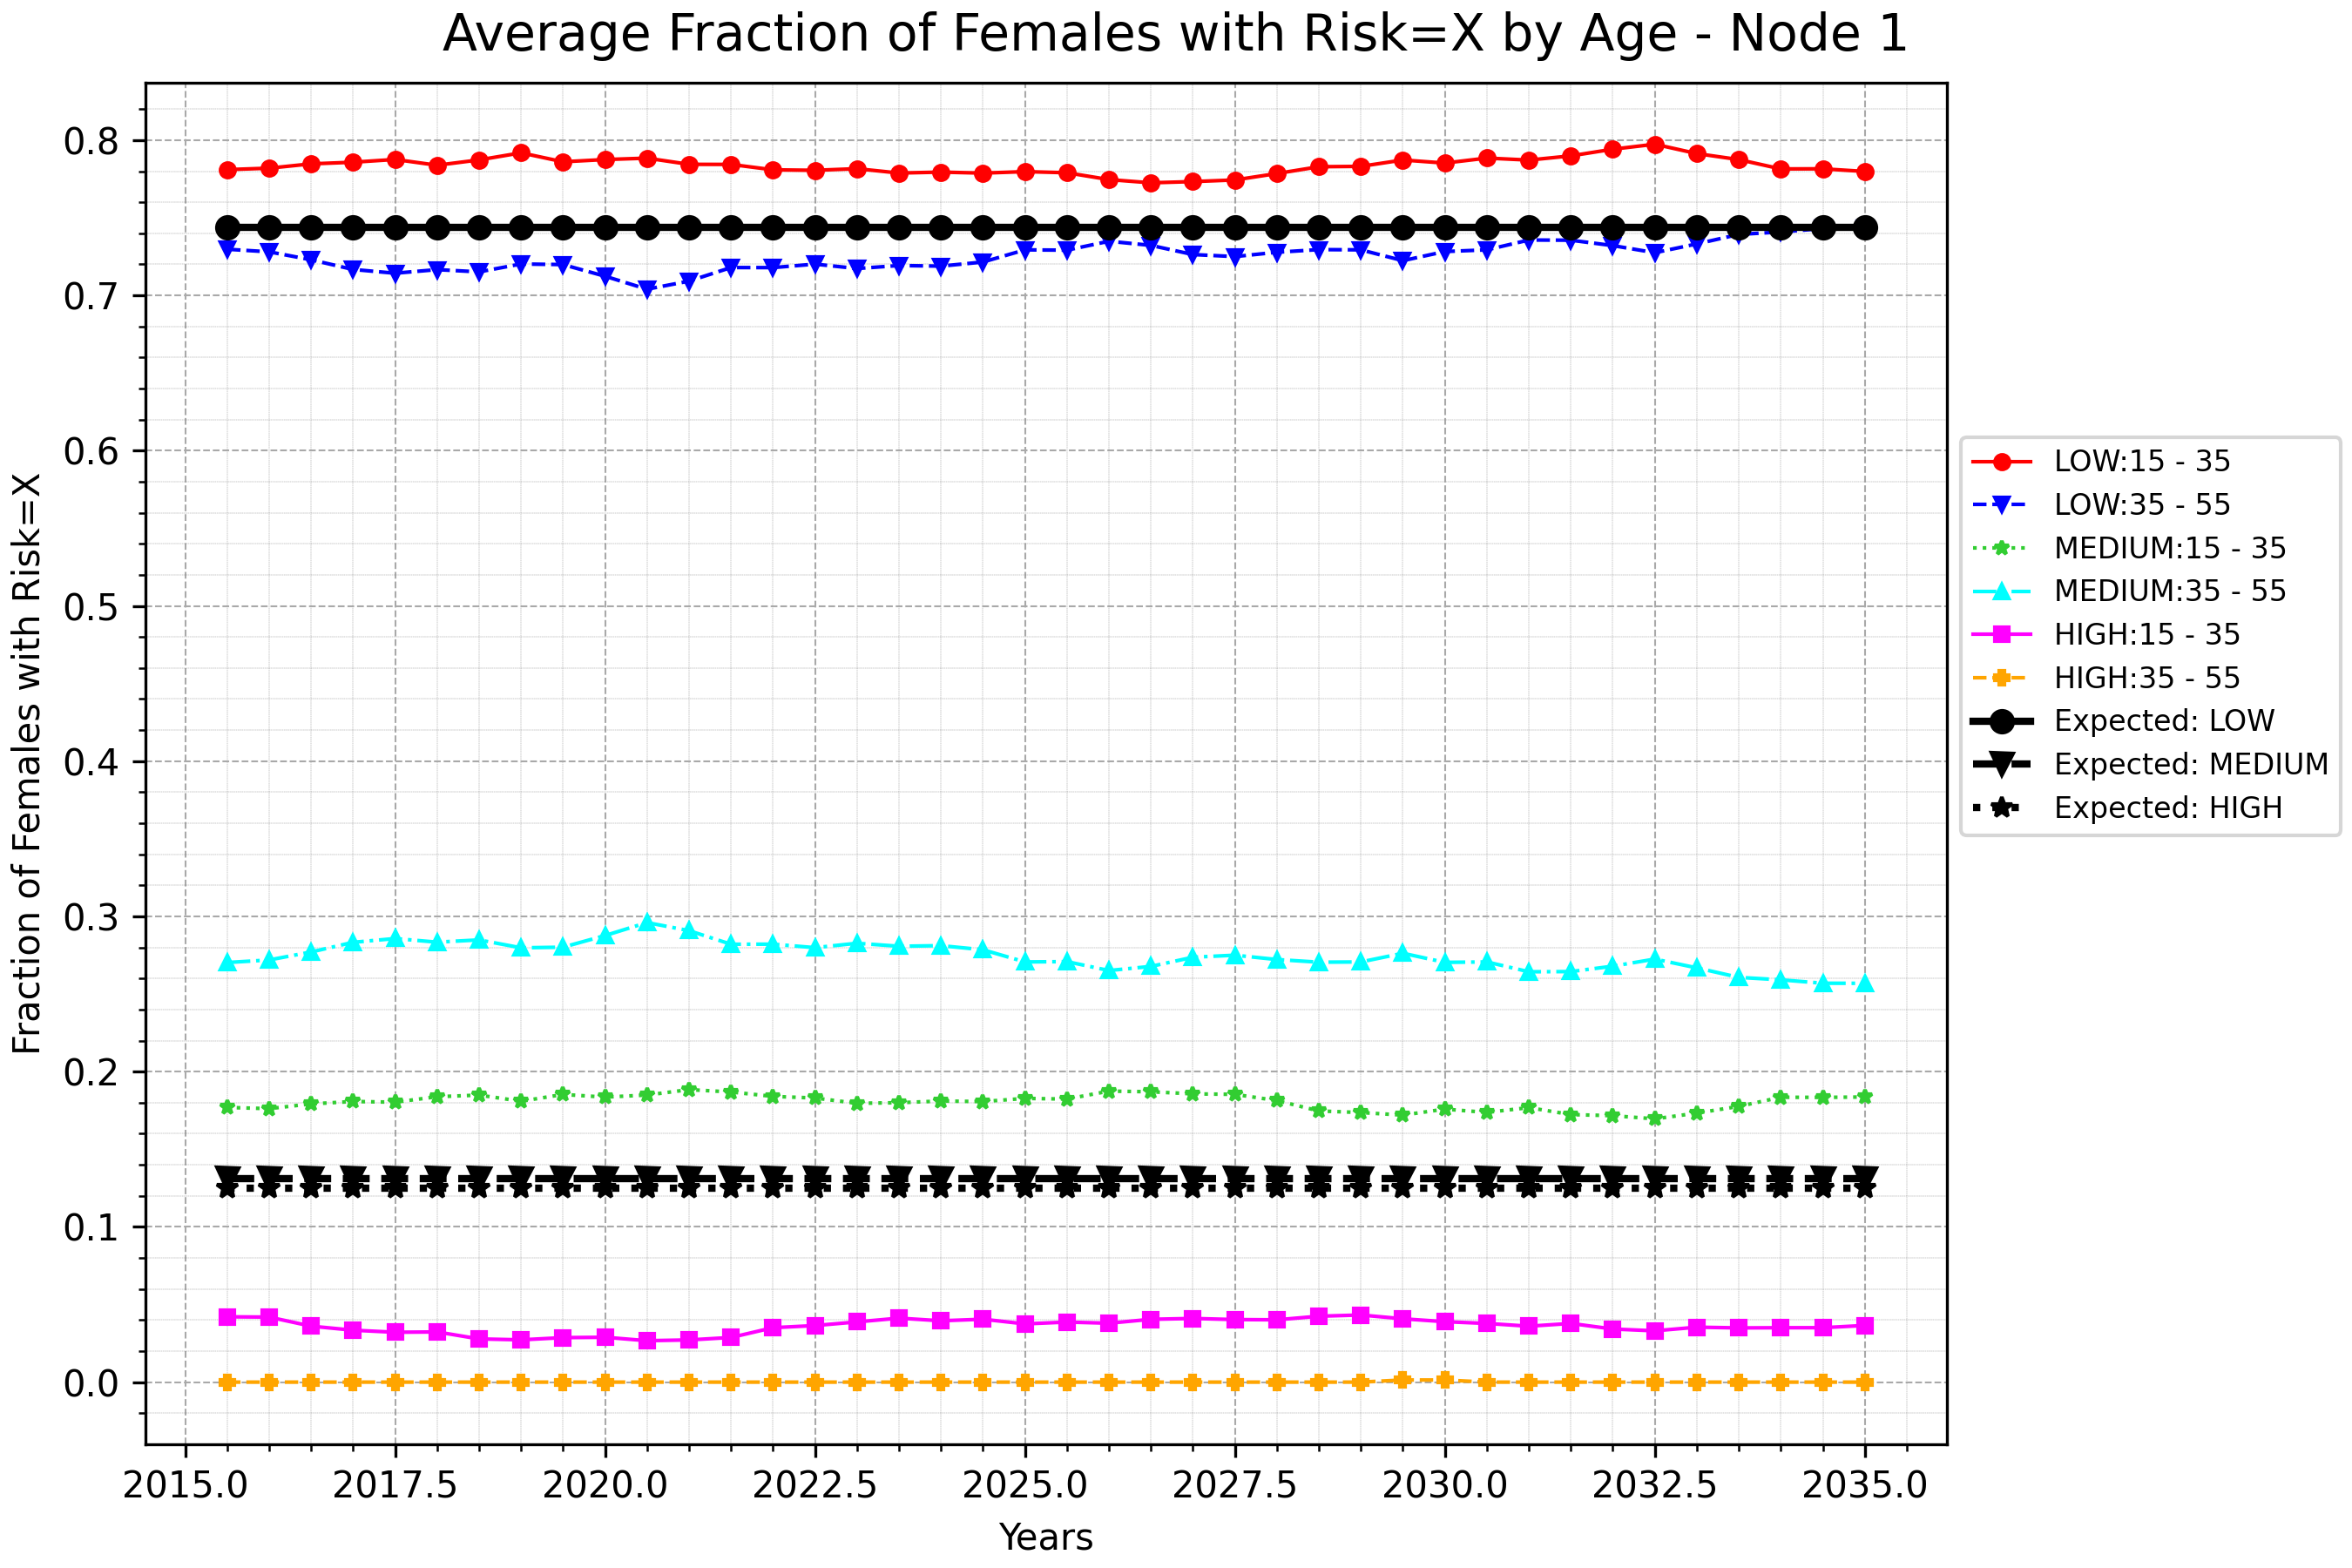 Average Fraction of Females with Risk=X by Age - Node 1
Fraction of Females with Risk=X
0.8
0.7
0.6
0.5
0.4
0.3
0.2
0.1
0.0
2015.0 2017.5 2020.0 2022.5 2025.0 2027.5 2030.0 2032.5 2035.0
Years
LOW:15 - 35
LOW:35 - 55
MEDIUM:15 - 35
MEDIUM:35 - 55
HIGH:15 - 35
HIGH:35 - 55
Expected: LOW
Expected: MEDIUM
Expected: HIGH